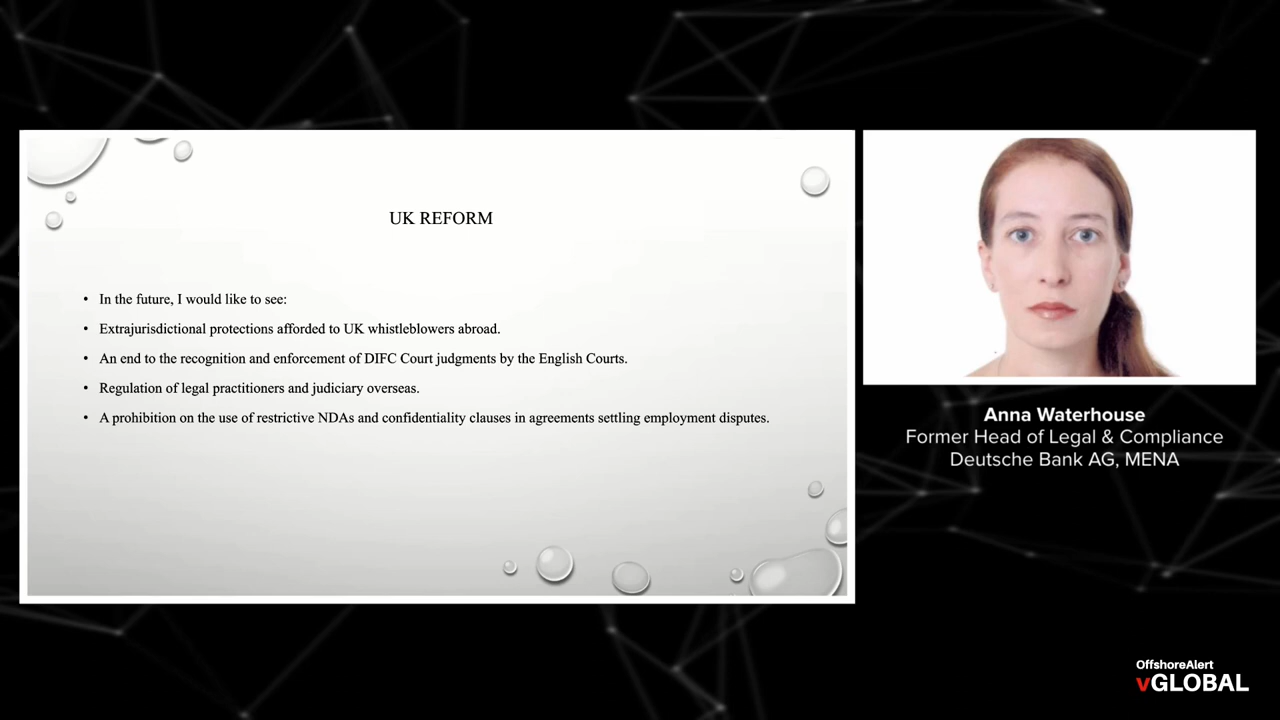 UK REFORM
• In the future, I would like to see:
• Extrajurisdictional protections afforded to UK whistleblowers abroad.
• An end to the recognition and enforcement of DIFC Court judgments by the English Courts.
• Regulation of legal practitioners and judiciary overseas.
• A prohibition on the use of restrictive NDAs and confidentiality clauses in agreements settling employment disputes.
Anna Waterhouse
Former Head of Legal & Compliance
Deutsche Bank AG, MENA
OffshoreAlert
vGLOBAL